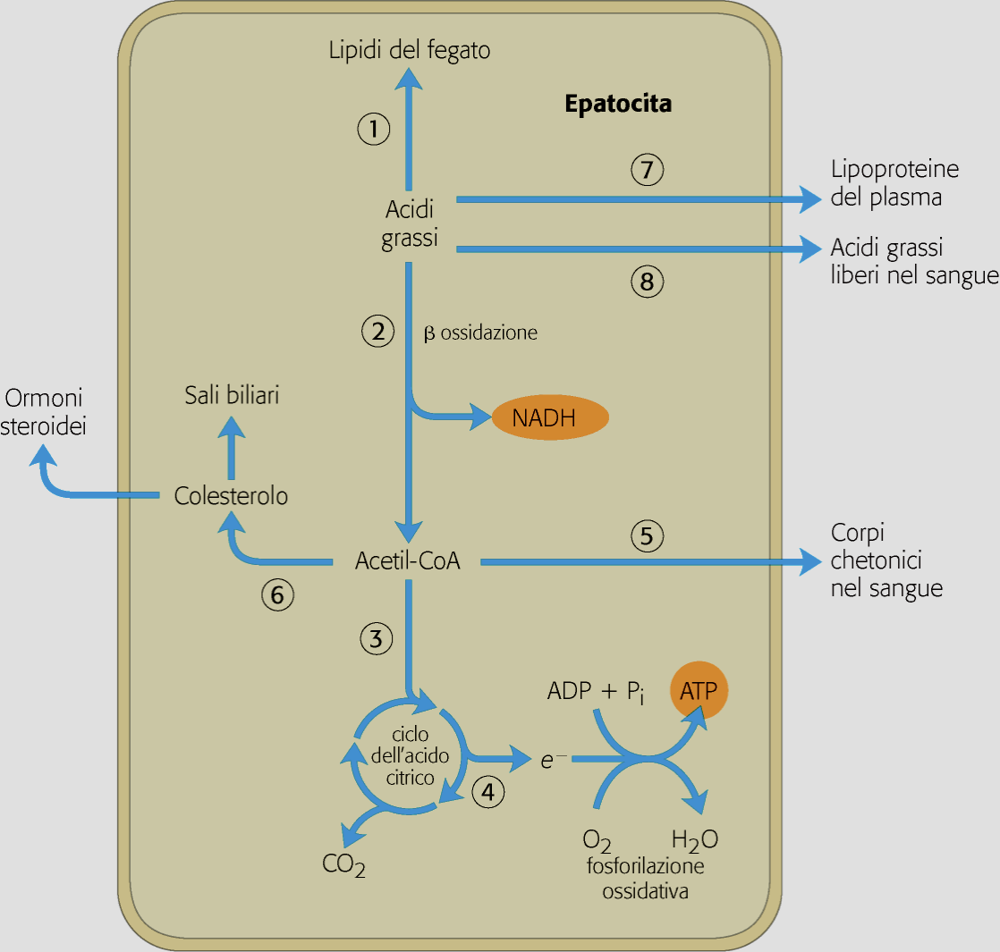 Lipidi del fegato
Epatocita
1
7
Lipoproteine
del plasma
Acidi
grassi
Acidi grassi
liberi nel sangue
8
2
β ossidazione
Ormoni
steroidei
Sali biliari
NADH
Colesterolo
5
Corpi
chetonici
nel sangue
Acetil-CoA
6
3
ADP + Pi
ATP
ciclo
dell'acido
citrico
e−
4
O2
H2O
CO2
fosforilazione
ossidativa